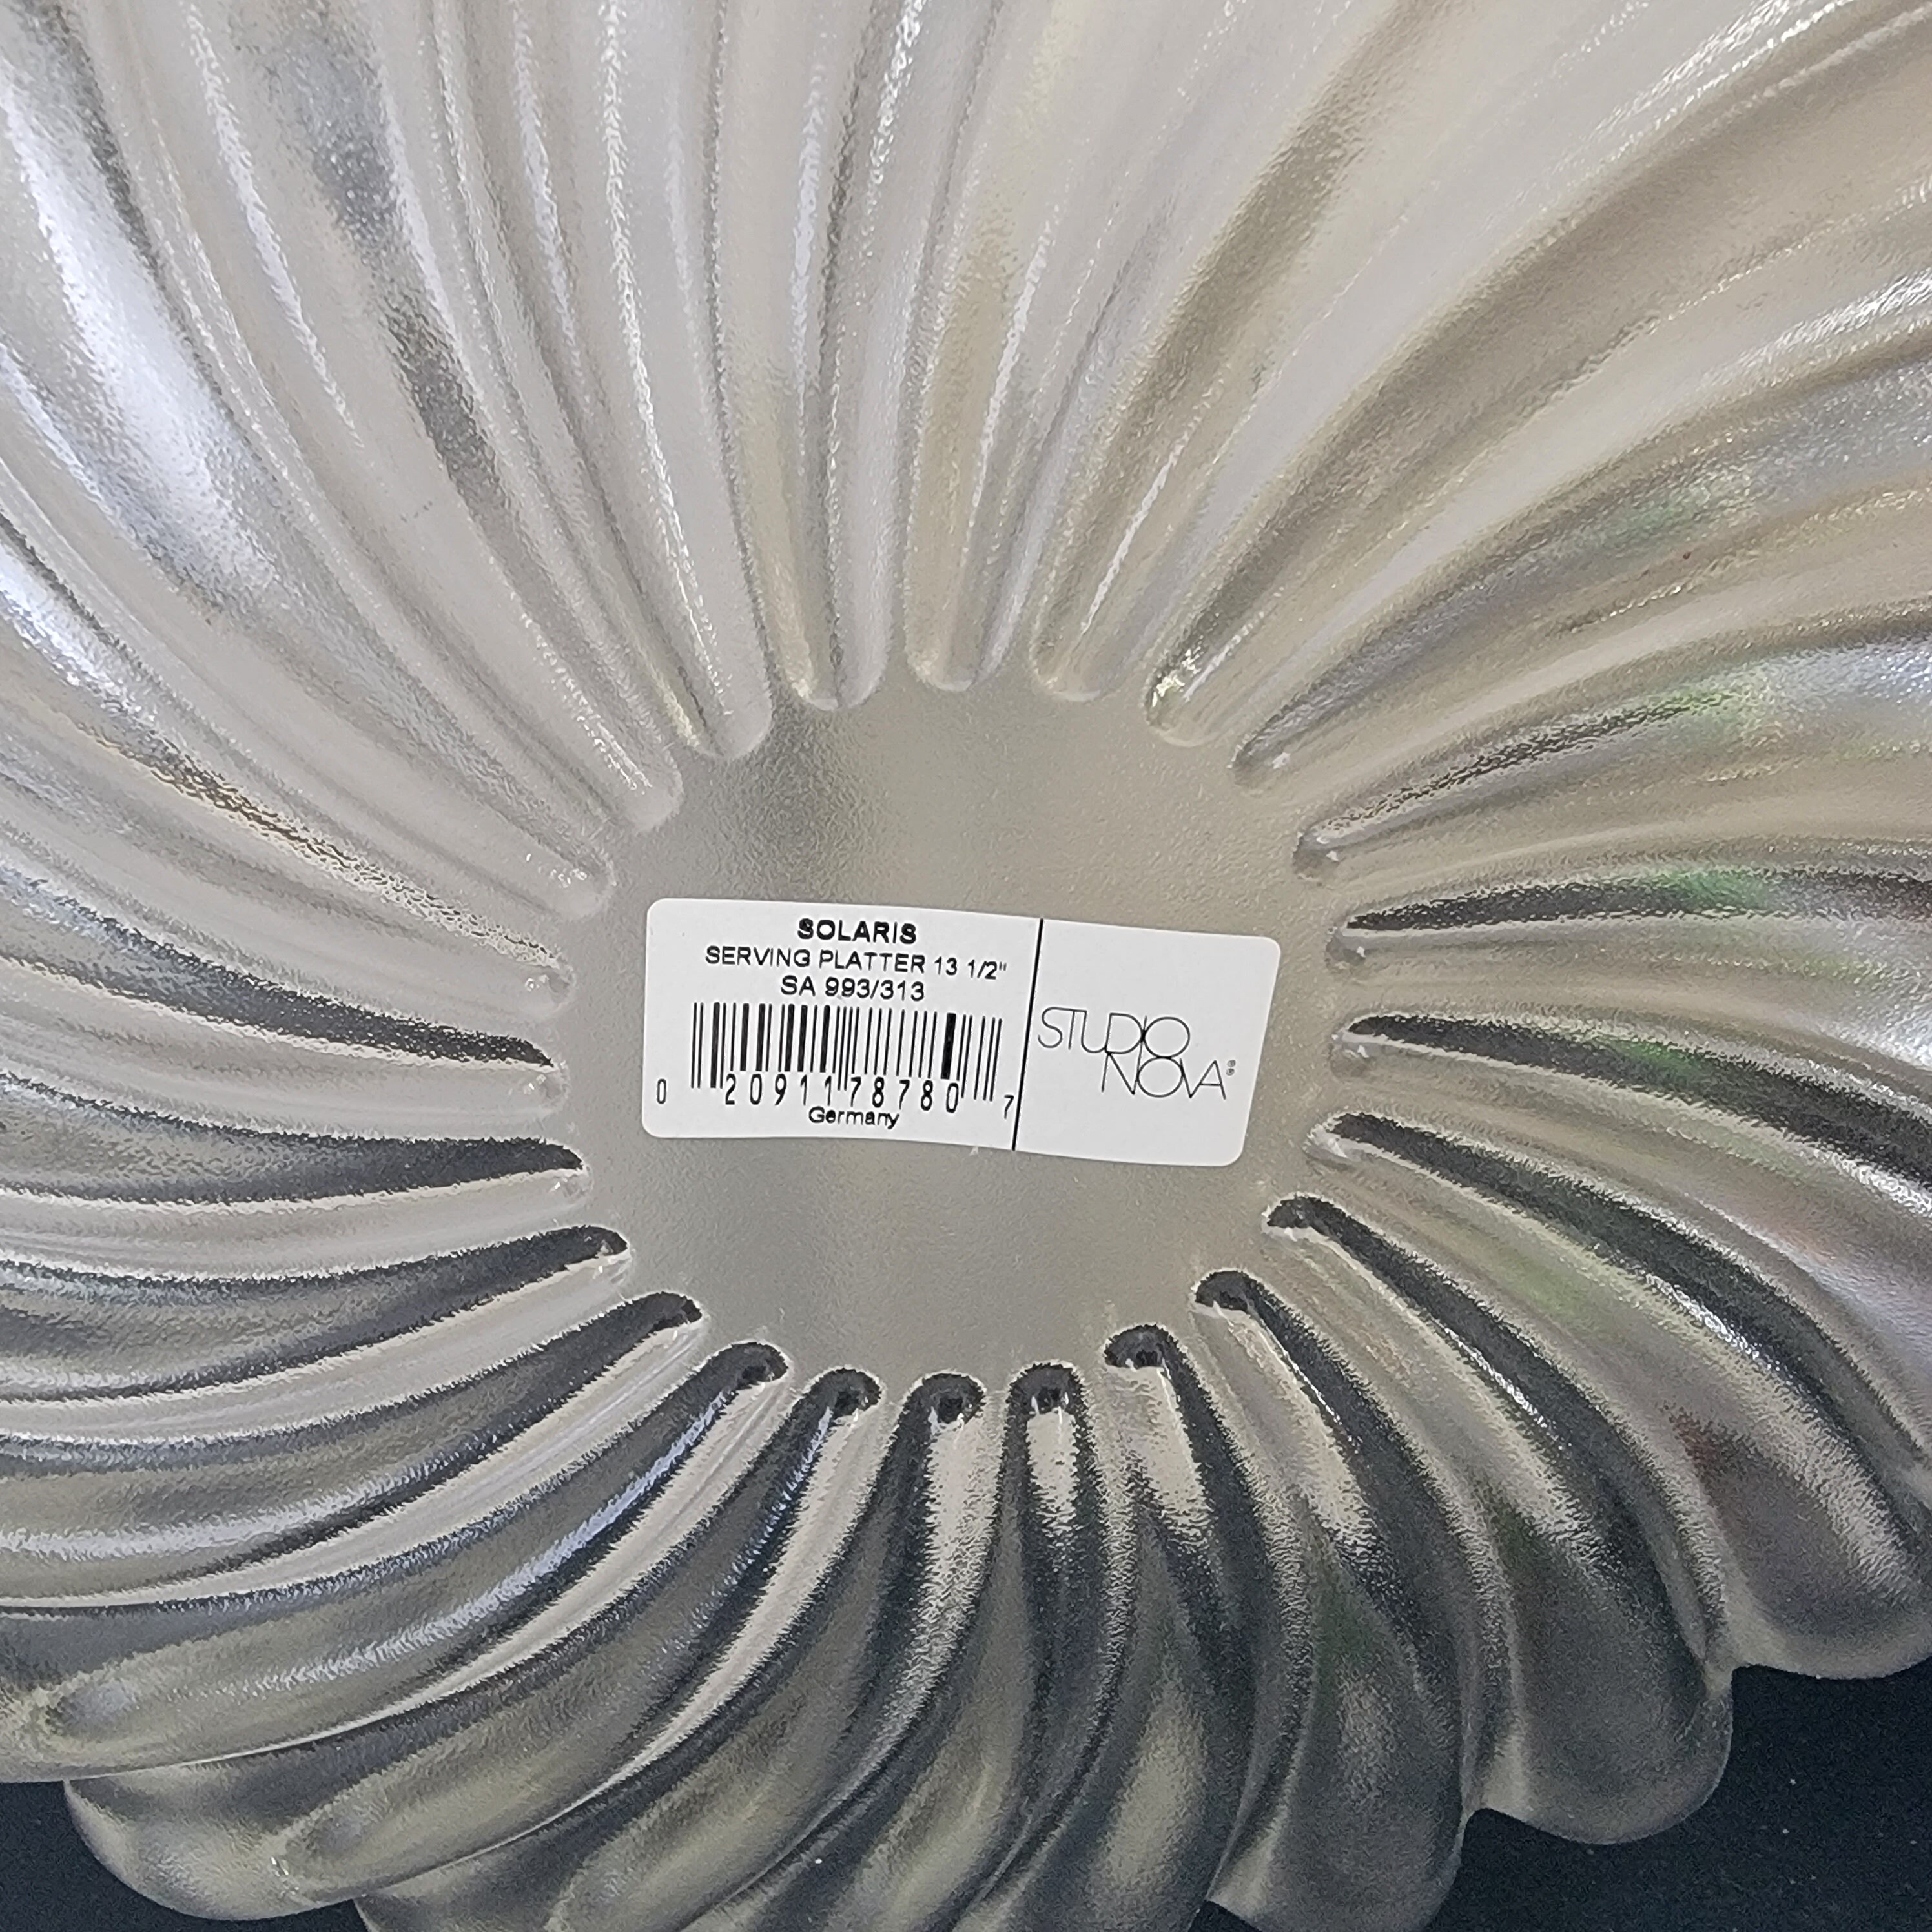 SOLARIS
SERVING PLATTER 13 1/2"
SA 993/313
0 20911 78780 7
Germany
STUDIO
NOVA®